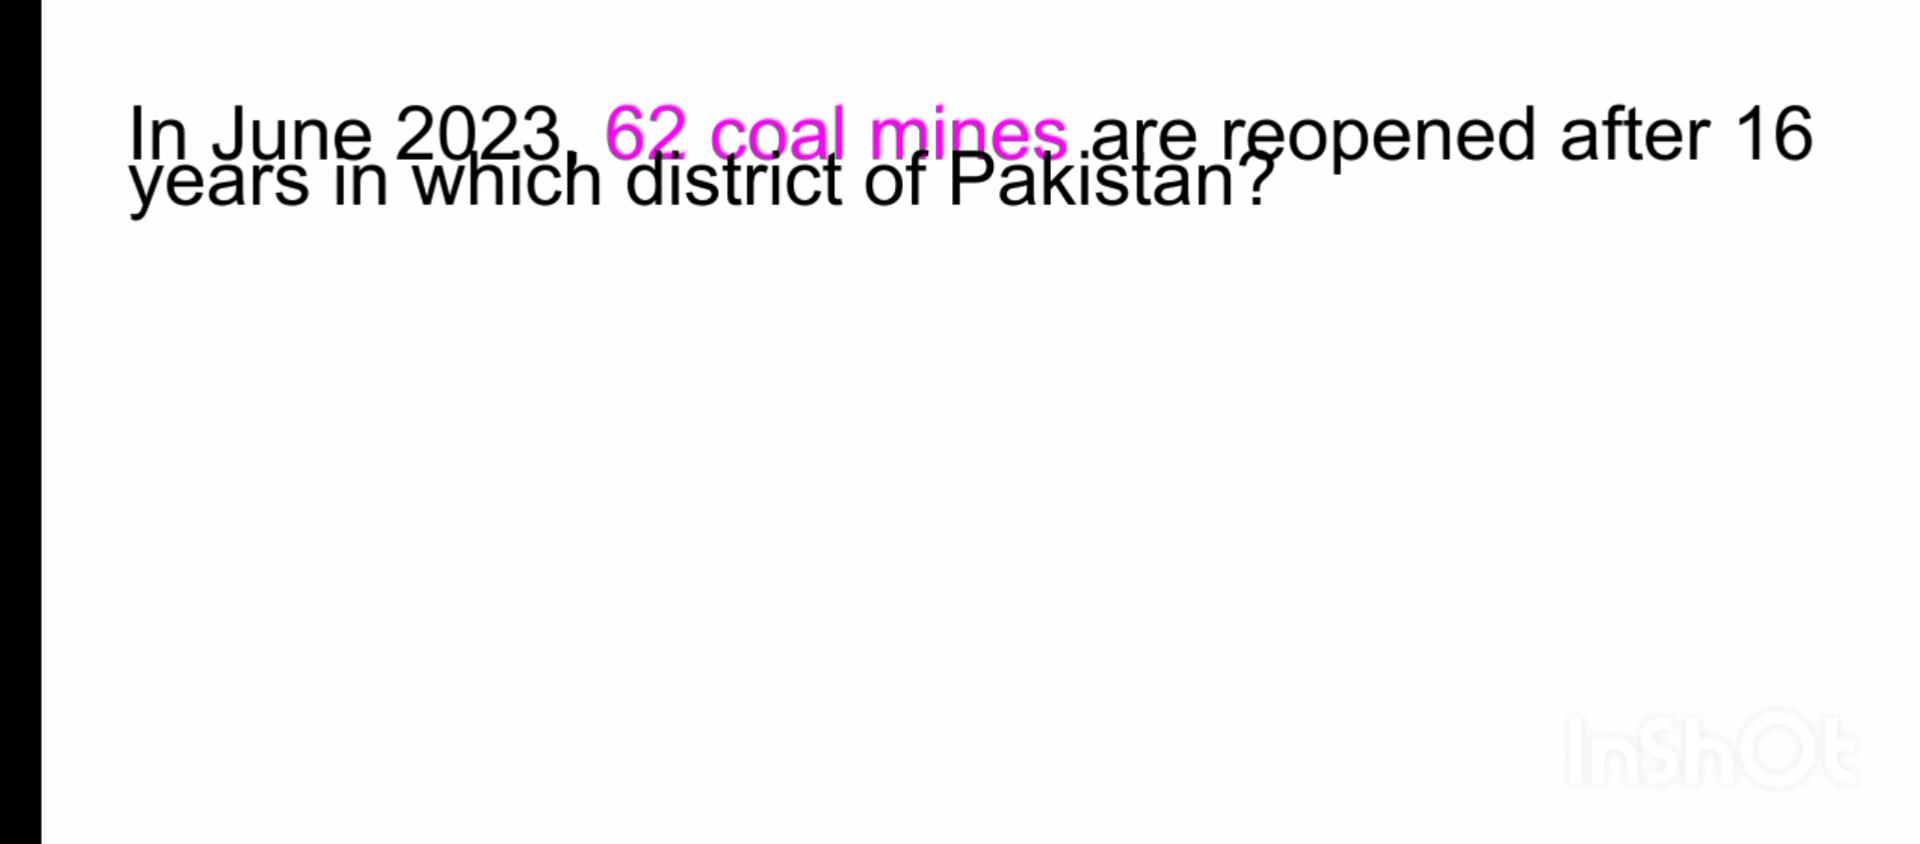 In June 2023, 62 coal mines are reopened after 16
years in which district of Pakistan?
InShOt